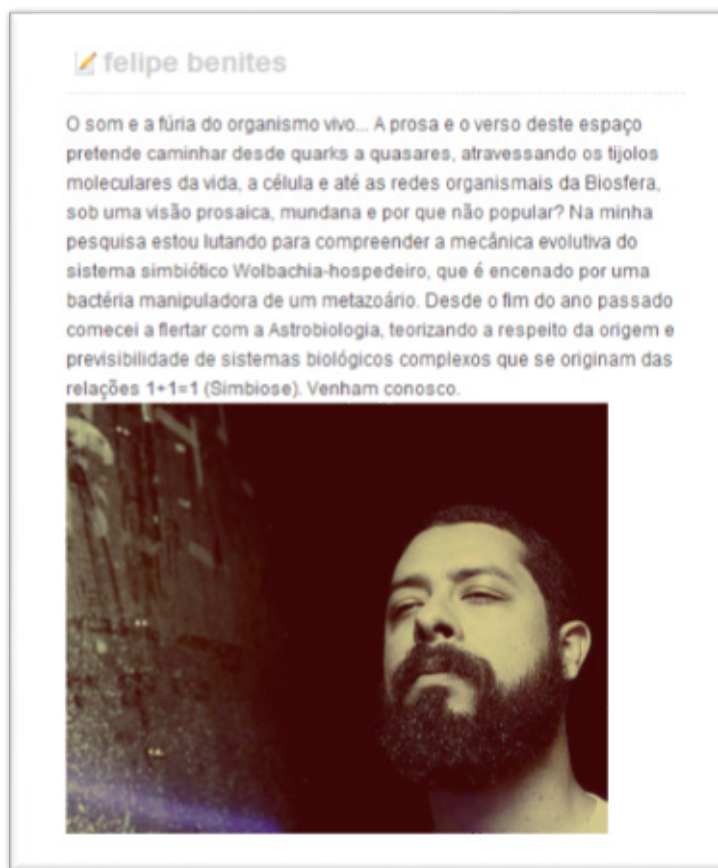 felipe benites
O som e a fúria do organismo vivo... A prosa e o verso deste espaço
pretende caminhar desde quarks a quasares, atravessando os tijolos
moleculares da vida, a célula e até as redes organismais da Biosfera,
sob uma visão prosaica, mundana e por que não popular? Na minha
pesquisa estou lutando para compreender a mecânica evolutiva do
sistema simbiótico Wolbachia-hospedeiro, que é encenado por uma
bactéria manipuladora de um metazoário. Desde o fim do ano passado
comecei a flertar com a Astrobiologia, teorizando a respeito da origem e
previsibilidade de sistemas biológicos complexos que se originam das
relações 1+1=1 (Simbiose). Venham conosco.